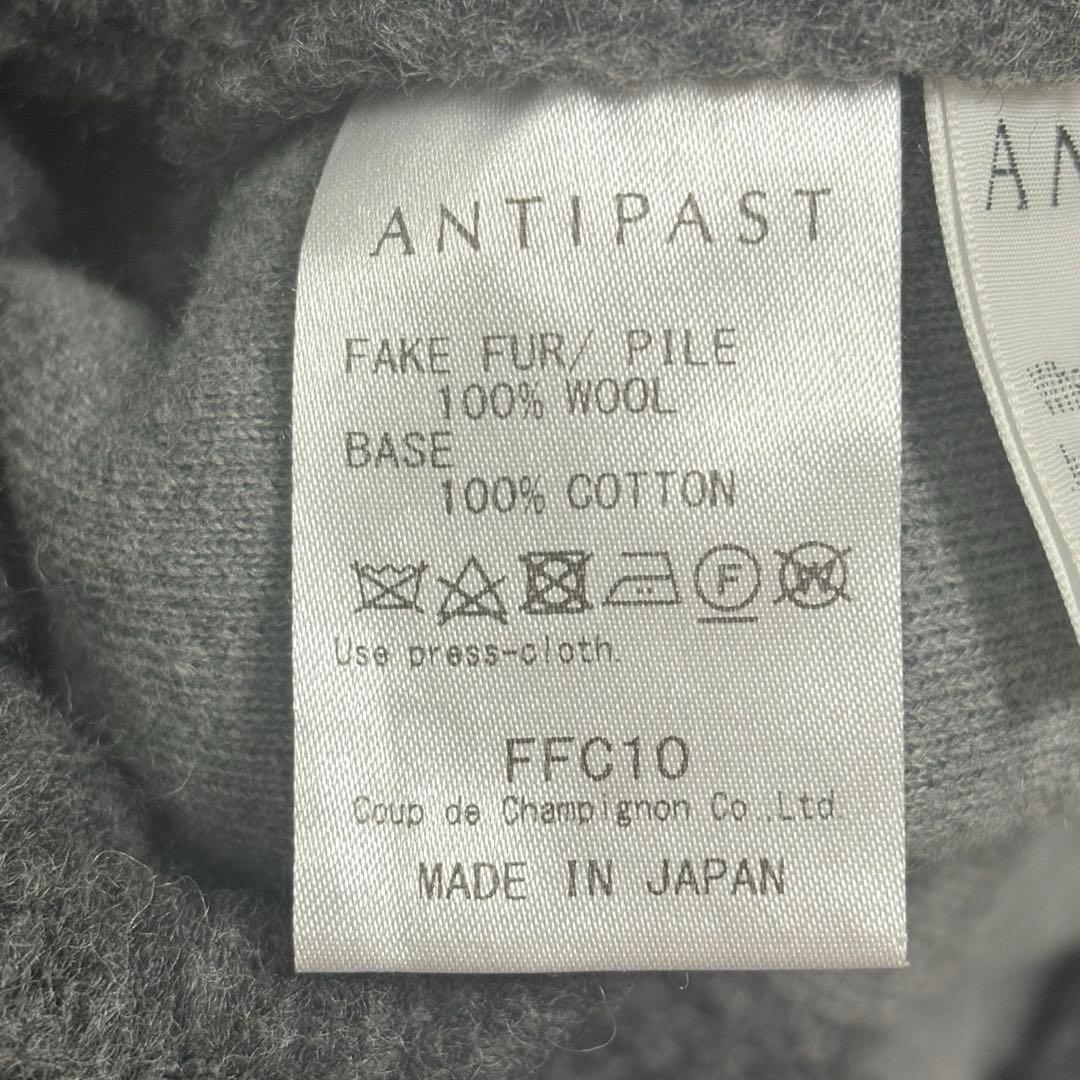 ANTIPAST
FAKE FUR/ PILE
100% WOOL
BASE
100% COTTON
F W
Use press-cloth.
FFC10
Coup de Champignon Co.,Ltd.
MADE IN JAPAN
AN